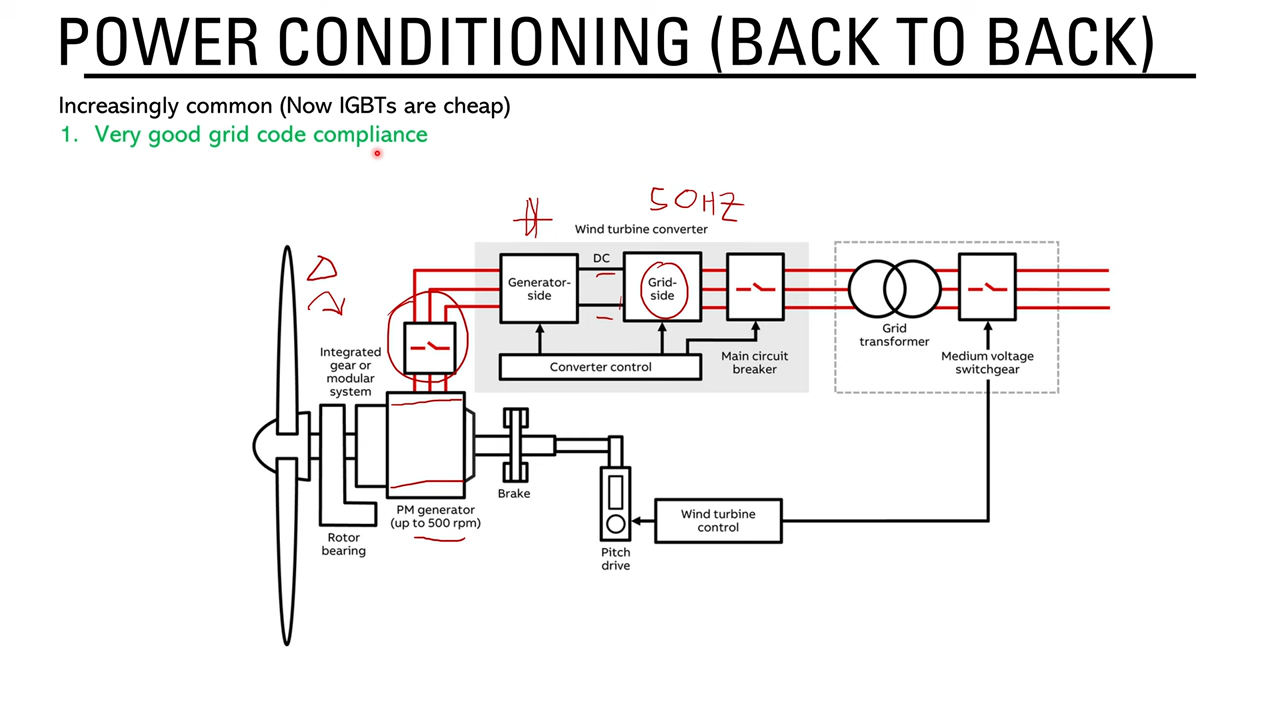 POWER CONDITIONING (BACK TO BACK)
Increasingly common (Now IGBTs are cheap)
1. Very good grid code compliance
50HZ
Wind turbine converter
DC
Generator-
side
Grid-
side
Converter control
Main circuit
breaker
Grid
transformer
Medium voltage
switchgear
Integrated
gear or
modular
system
PM generator
(up to 500 rpm)
Rotor
bearing
Brake
Pitch
drive
Wind turbine
control